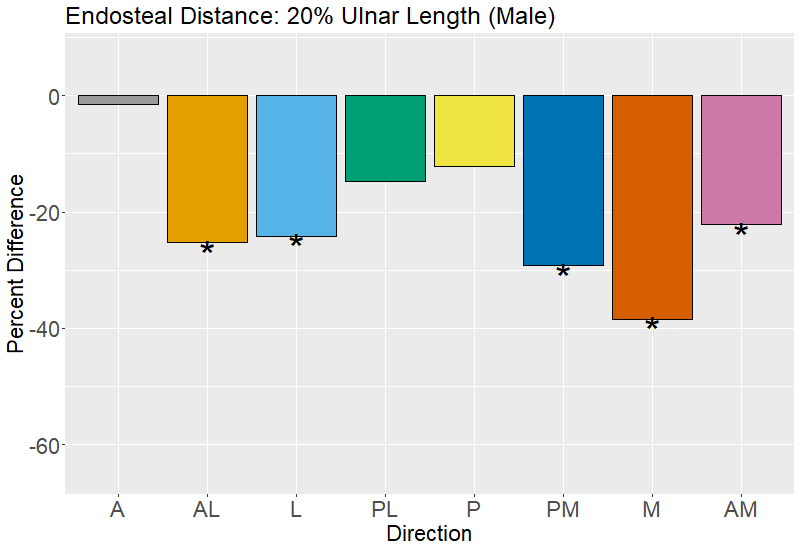 Endosteal Distance: 20% Ulnar Length (Male)
Percent Difference
0
-20
-40
-60
* * * * *
A AL L PL P PM M AM
Direction